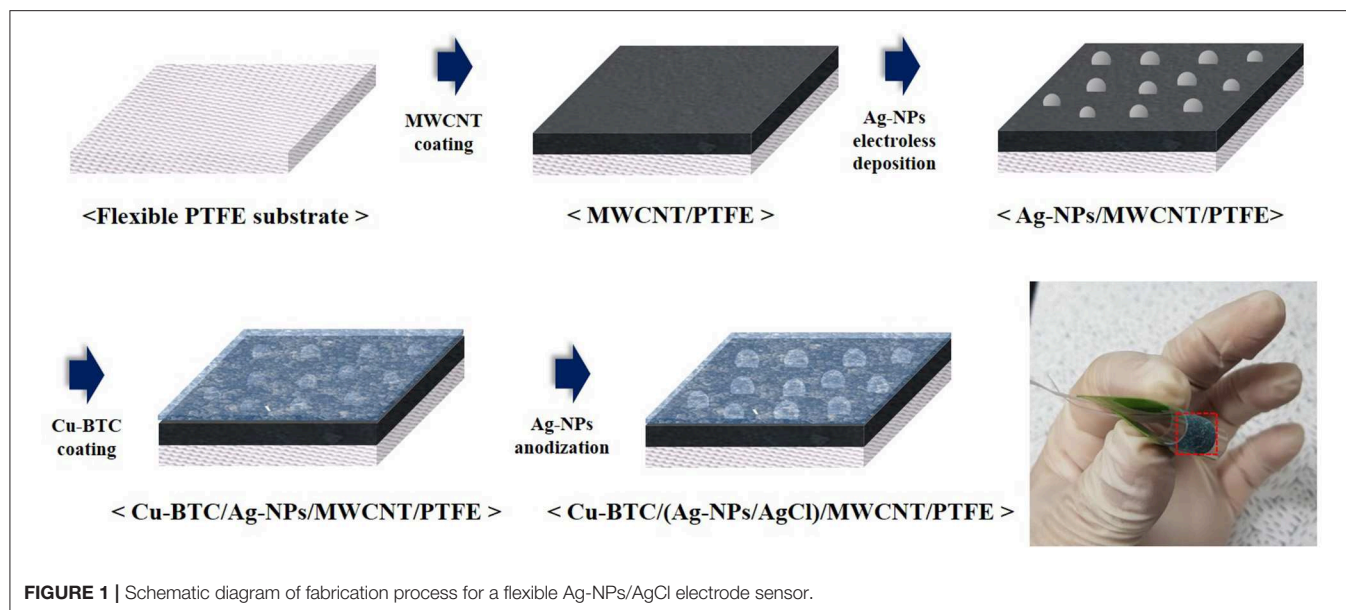 MWCNT
coating
Ag-NPs
electroless
deposition
<Flexible PTFE substrate >
< MWCNT/PTFE >
< Ag-NPs/MWCNT/PTFE>
Cu-BTC
coating
Ag-NPs
anodization
< Cu-BTC/Ag-NPs/MWCNT/PTFE >
< Cu-BTC/(Ag-NPs/AgCl)/MWCNT/PTFE >
FIGURE 1 | Schematic diagram of fabrication process for a flexible Ag-NPs/AgCl electrode sensor.